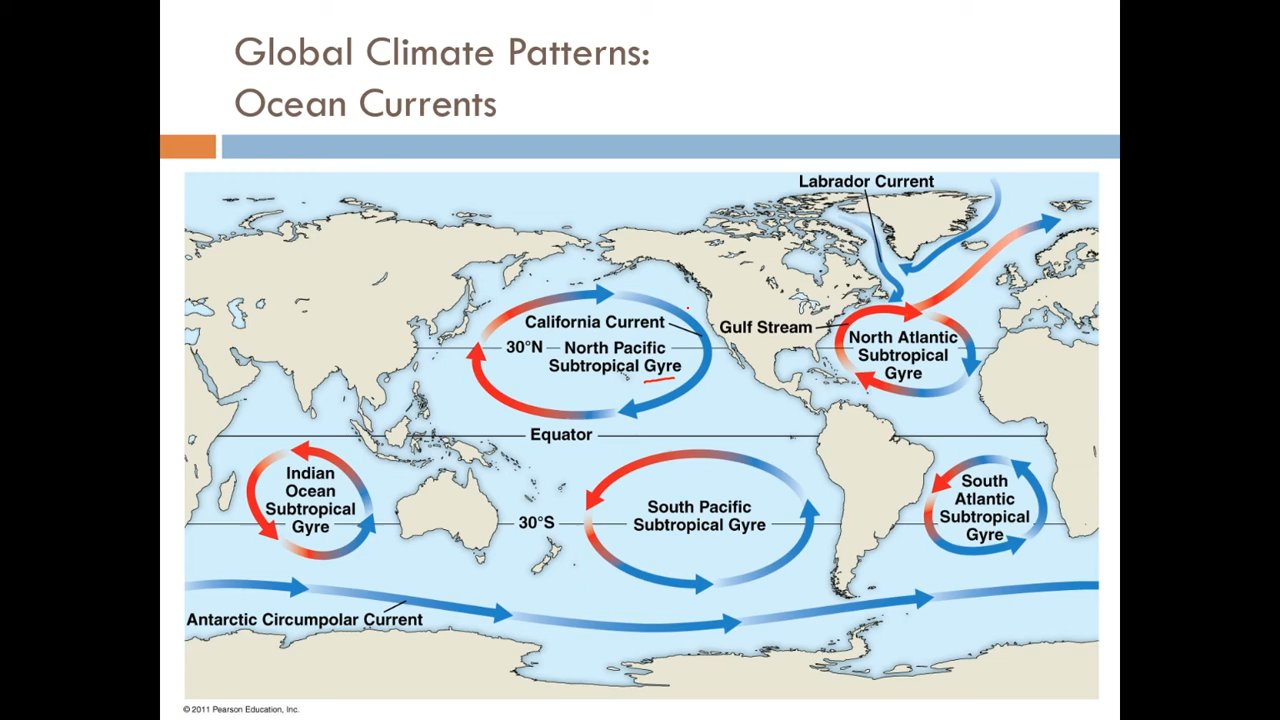 Global Climate Patterns:
Ocean Currents
Labrador Current
California Current
Gulf Stream
30°N
North Pacific
Subtropical Gyre
North Atlantic
Subtropical
Gyre
Equator
Indian
Ocean
Subtropical
Gyre
South Pacific
Subtropical Gyre
30°S
South
Atlantic
Subtropical
Gyre
Antarctic Circumpolar Current
© 2011 Pearson Education, Inc.